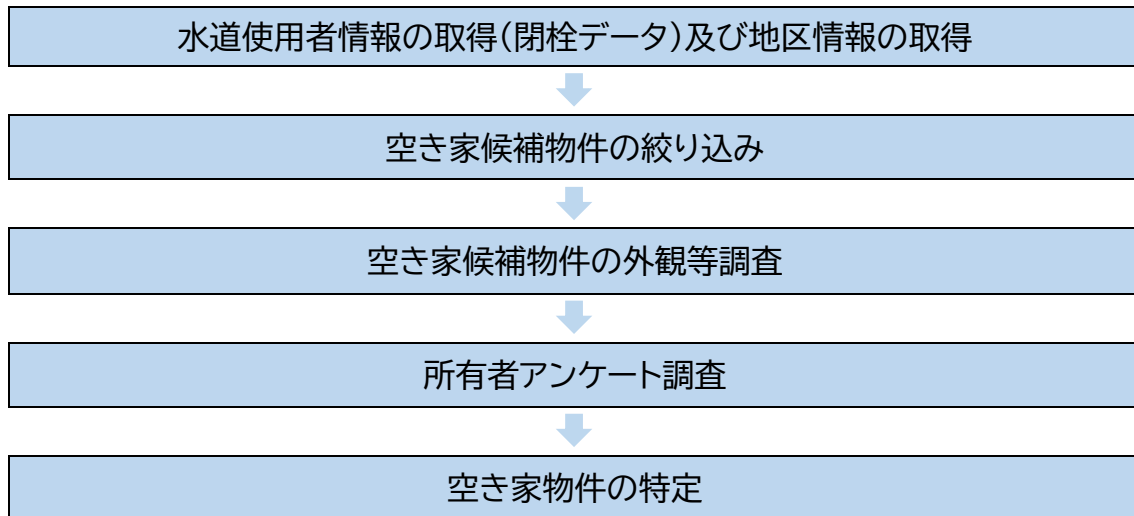 水道使用者情報の取得(閉栓データ)及び地区情報の取得
空き家候補物件の絞り込み
空き家候補物件の外観等調査
所有者アンケート調査
空き家物件の特定